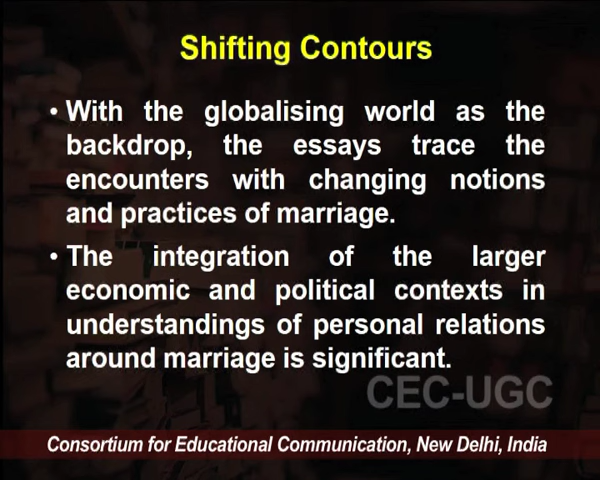 Shifting Contours
• With the globalising world as the
backdrop, the essays trace the
encounters with changing notions
and practices of marriage.
• The integration of the larger
economic and political contexts in
understandings of personal relations
around marriage is significant.
CEC-UGC
Consortium for Educational Communication, New Delhi, India